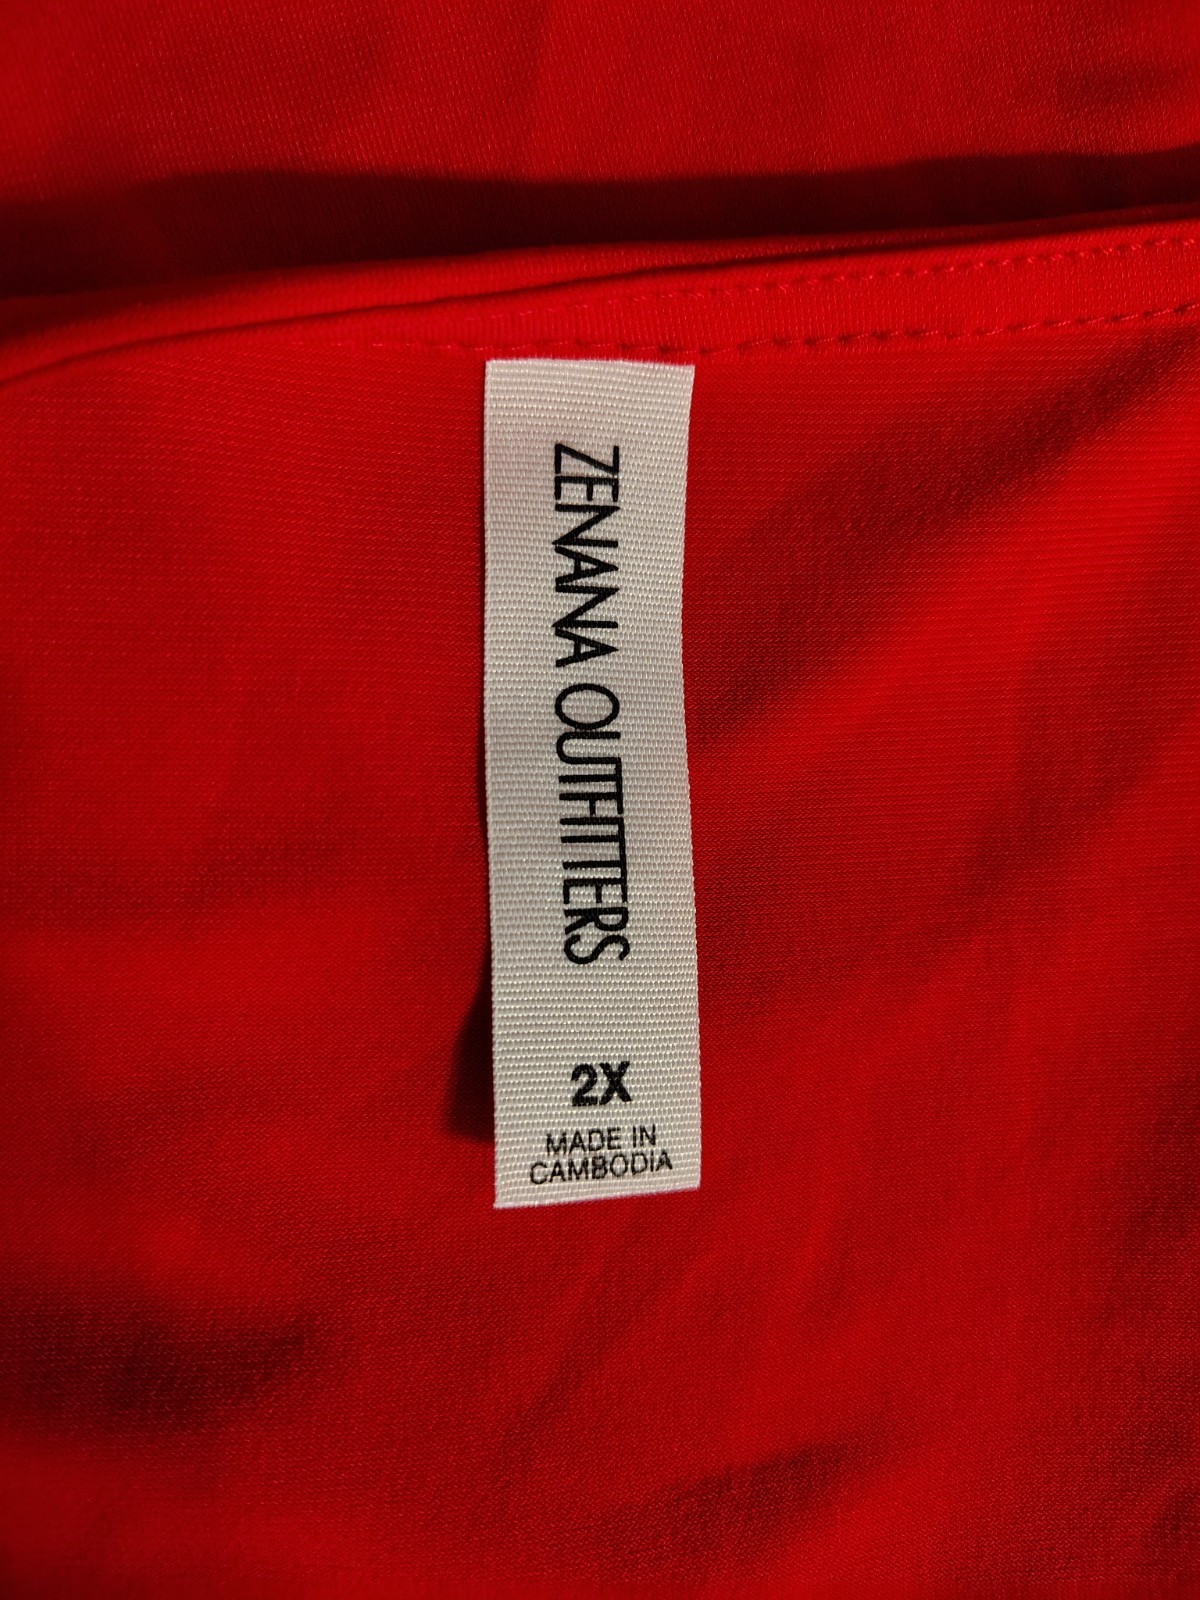 ZENANA OUTFITTERS
2X
MADE IN
CAMBODIA